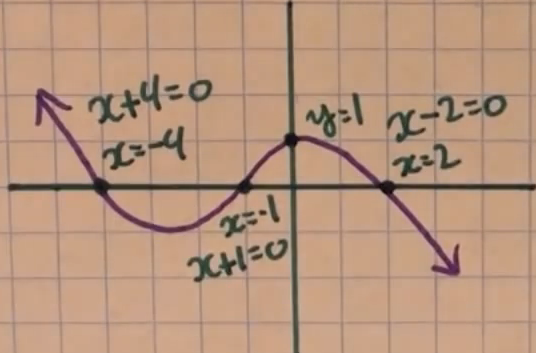 x+4=0
x=-4
y=1
x-2=0
x=2
x=-1
x+1=0